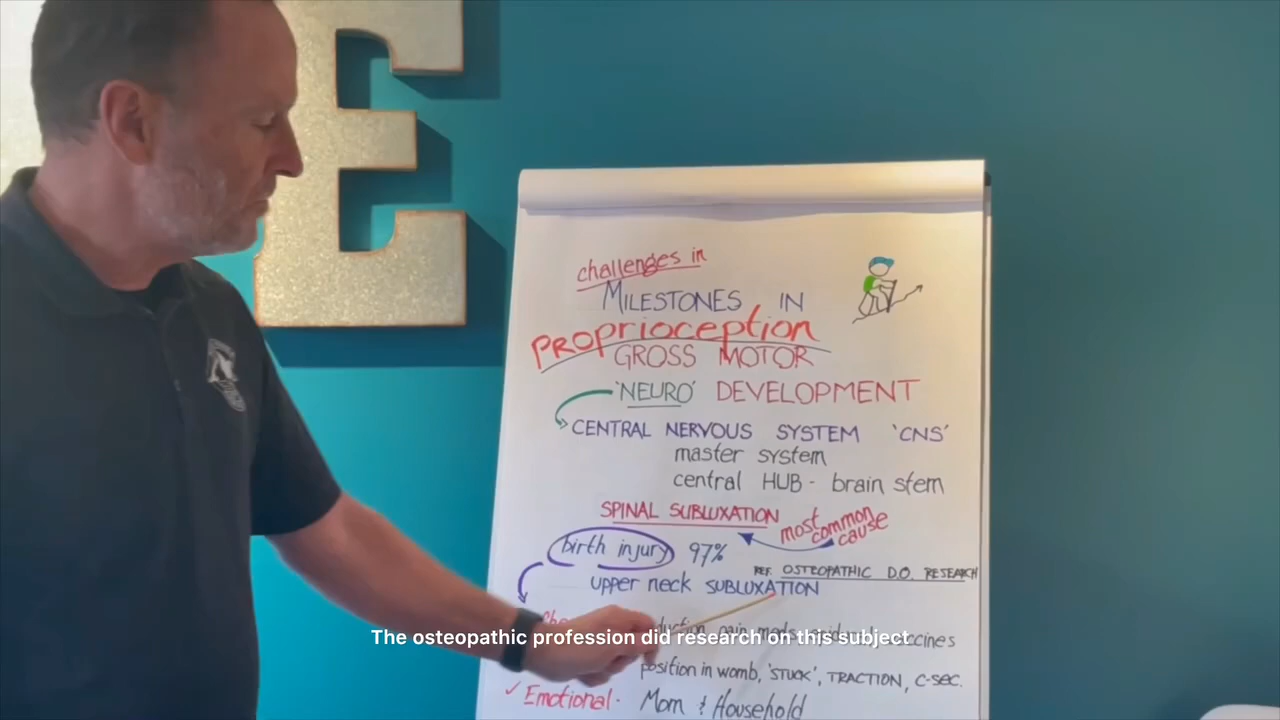 E
challenges in
MILESTONES IN
PROPRIOCEPTION
GROSS MOTOR
'NEURO' DEVELOPMENT
CENTRAL NERVOUS SYSTEM 'CNS'
master system
central HUB - brain stem
SPINAL SUBLUXATION
most common cause
birth injury 97%
REF. OSTEOPATHIC D.O. RESEARCH
upper neck SUBLUXATION
pain meds
position in womb, 'STUCK', TRACTION, C-SEC.
✓ Emotional - Mom & Household
The osteopathic profession did research on this subject